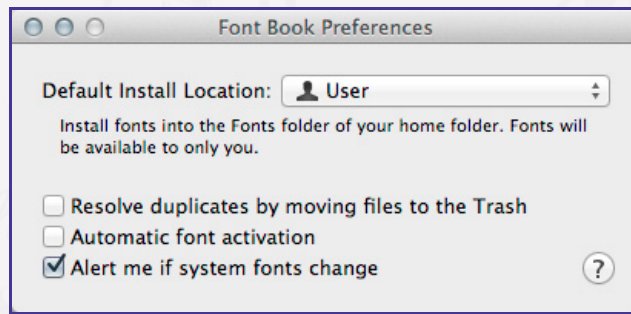 Font Book Preferences
Default Install Location: User
Install fonts into the Fonts folder of your home folder. Fonts will
be available to only you.
Resolve duplicates by moving files to the Trash
Automatic font activation
Alert me if system fonts change
?